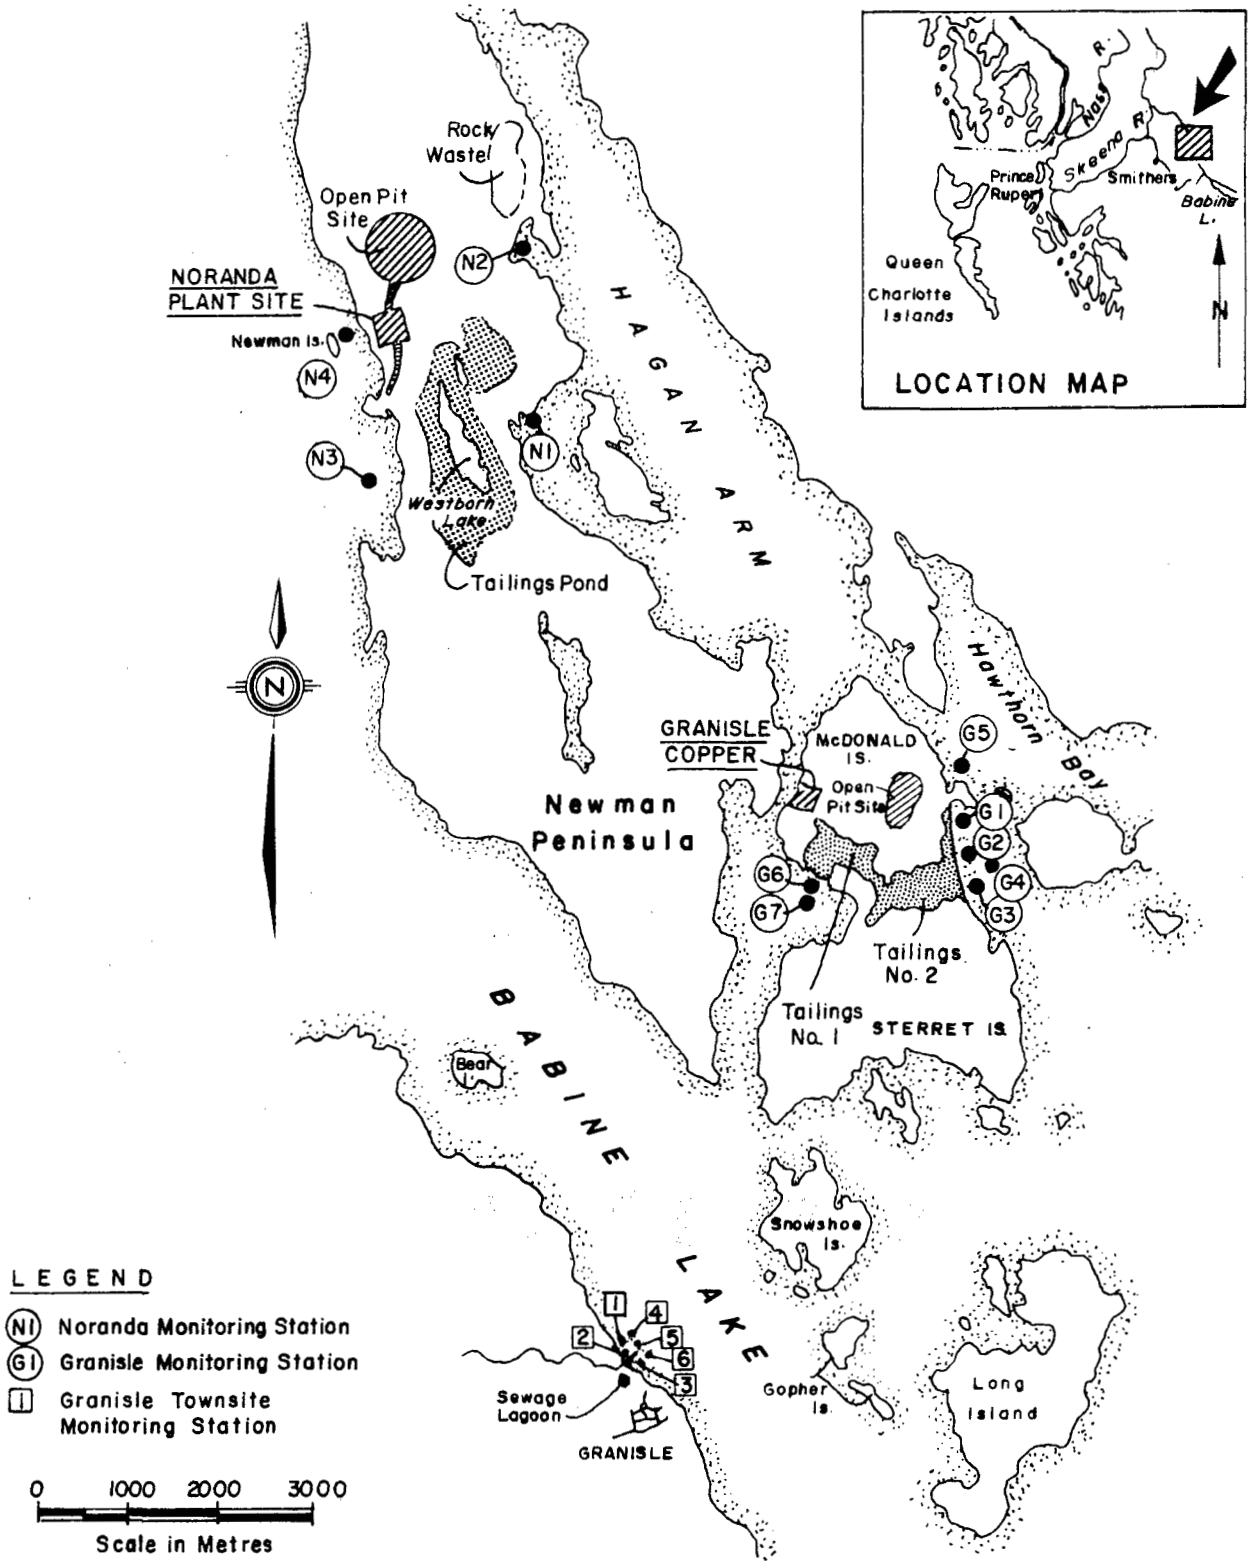 R.
Nass
Skeena R.
Prince
Rupert
Smithers
Babine
L.
Queen
Charlotte
Islands
N
LOCATION MAP
Rock
Waste
Open Pit
Site
N2
NORANDA
PLANT SITE
Newman Is.
N4
N3
N1
HAGAN ARM
Westborn
Lake
Tailings Pond
N
Hawthorn Bay
GRANISLE
COPPER
McDONALD
IS.
G5
Open
Pit Site
G1
G2
G4
G3
G6
G7
Newman
Peninsula
Tailings
No. 2
Tailings
No. 1
STERRET IS.
BABINE LAKE
Bear
I.
Snowshoe
Is.
1
4
2
5
6
3
Sewage
Lagoon
GRANISLE
Gopher
Is.
Long
Island
LEGEND
N1 Noranda Monitoring Station
G1 Granisle Monitoring Station
1 Granisle Townsite
Monitoring Station
0 1000 2000 3000
Scale in Metres